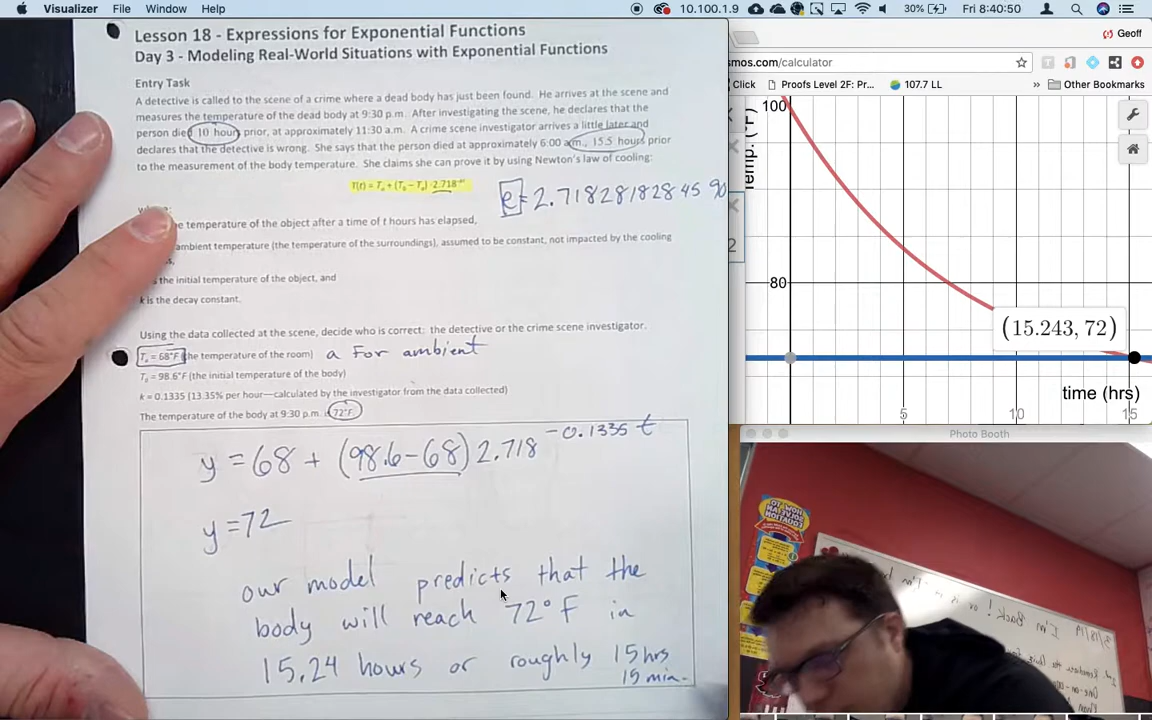 Visualizer File Window Help
10.100.1.9 30% Fri 8:40:50
Geoff
smos.com/calculator
Click Proofs Level 2F: Pr... 107.7 LL » Other Bookmarks
Lesson 18 - Expressions for Exponential Functions
Day 3 - Modeling Real-World Situations with Exponential Functions
Entry Task
A detective is called to the scene of a crime where a dead body has just been found. He arrives at the scene and
measures the temperature of the dead body at 9:30 p.m. After investigating the scene, he declares that the
person died 10 hours prior, at approximately 11:30 a.m. A crime scene investigator arrives a little later and
declares that the detective is wrong. She says that the person died at approximately 6:00 a.m., 15.5 hours prior
to the measurement of the body temperature. She claims she can prove it by using Newton's law of cooling:
T(t) = Tₐ + (T₀ − Tₐ) · 2.718^(−kt)
e = 2.71828182845 90
he temperature of the object after a time of t hours has elapsed,
ambient temperature (the temperature of the surroundings), assumed to be constant, not impacted by the cooling
s the initial temperature of the object, and
k is the decay constant.
Using the data collected at the scene, decide who is correct: the detective or the crime scene investigator.
Tₐ = 68°F (the temperature of the room) a For ambient
T₀ = 98.6°F (the initial temperature of the body)
k = 0.1335 (13.35% per hour—calculated by the investigator from the data collected)
The temperature of the body at 9:30 p.m. is 72°F.
y = 68 + (98.6 − 68) 2.718^(−0.1335 t)
y = 72
our model predicts that the
body will reach 72° F in
15.24 hours or roughly 15 hrs
15 min.
2
100
Temp. (°F)
80
(15.243, 72)
time (hrs)
5 10 15
Photo Booth
I'm Back